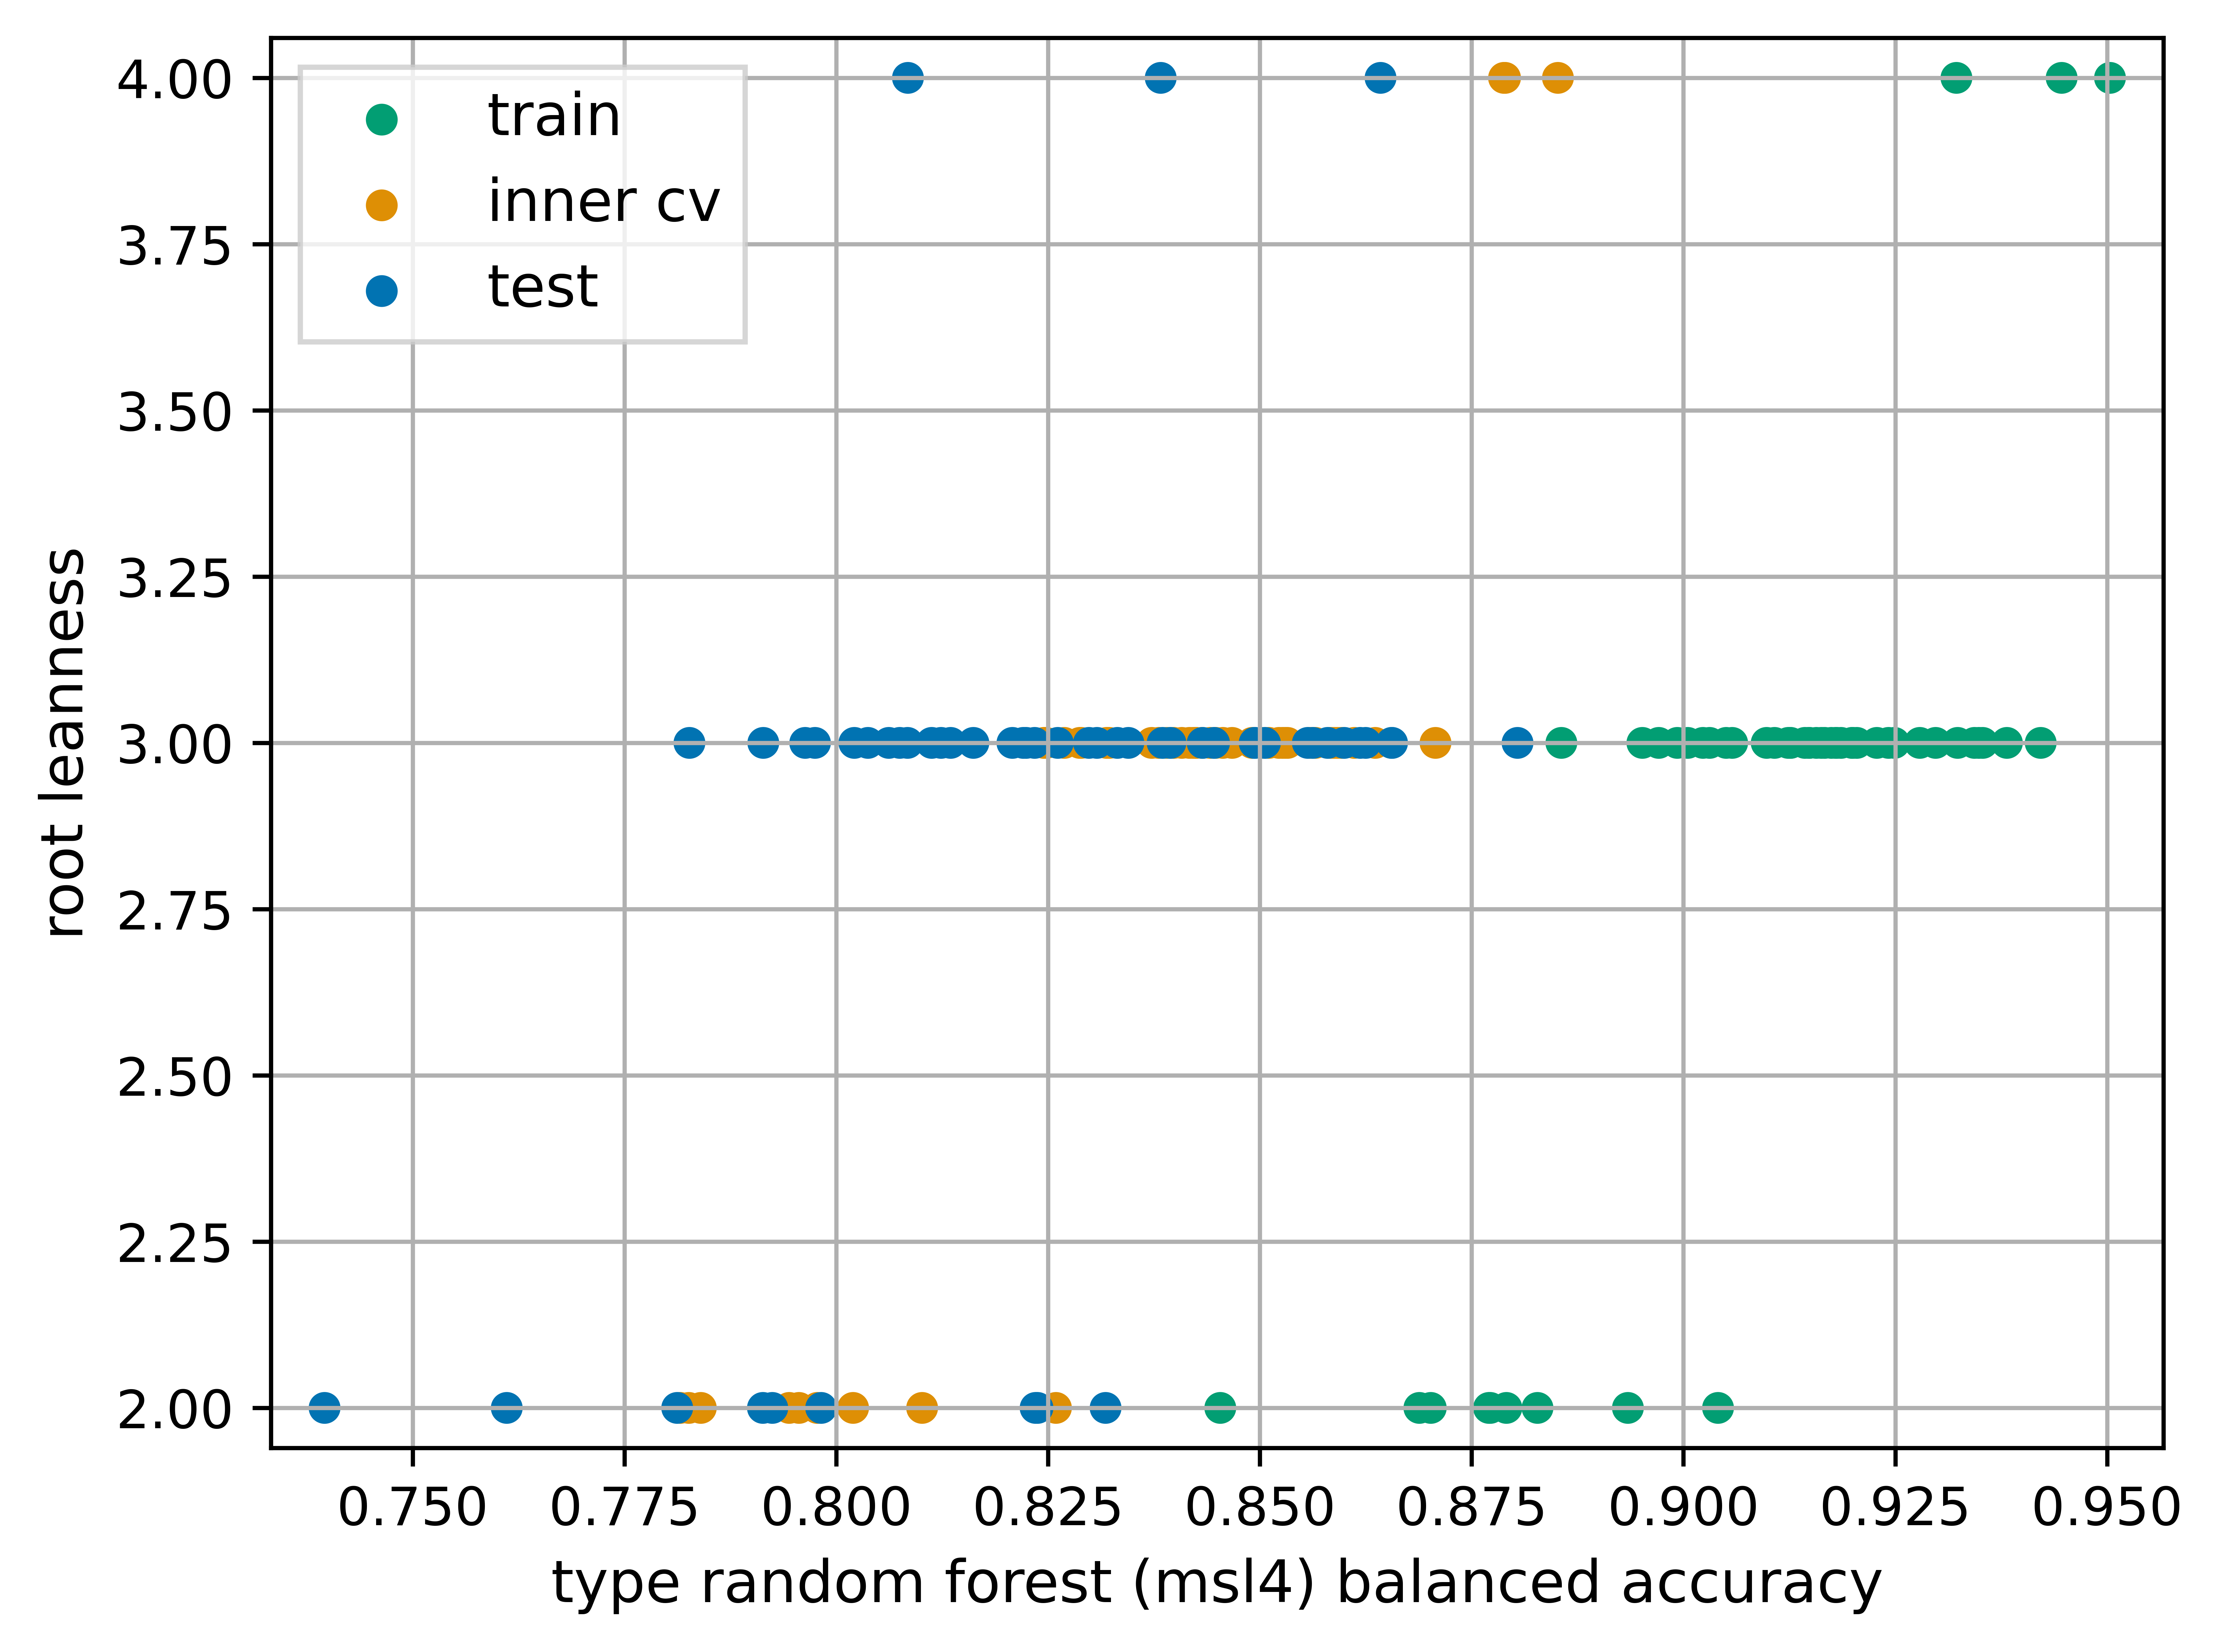 4.00
3.75
3.50
3.25
3.00
2.75
2.50
2.25
2.00
root leanness
train
inner cv
test
0.750 0.775 0.800 0.825 0.850 0.875 0.900 0.925 0.950
type random forest (msl4) balanced accuracy